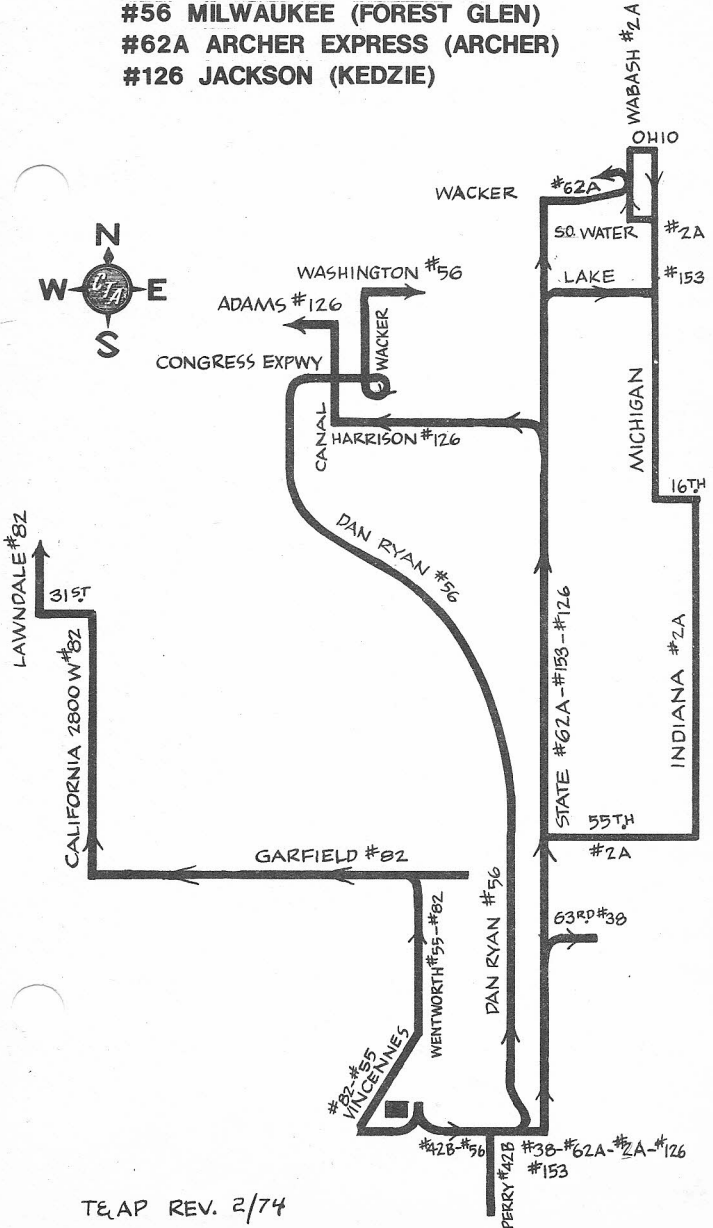 #56 MILWAUKEE (FOREST GLEN)
#62A ARCHER EXPRESS (ARCHER)
#126 JACKSON (KEDZIE)
WABASH #2A
OHIO
#62A
WACKER
SO. WATER
#2A
N
W CTA E
S
WASHINGTON #56
LAKE
#153
ADAMS #126
WACKER
CONGRESS EXPWY
MICHIGAN
CANAL
HARRISON #126
16TH
DAN RYAN #56
LAWNDALE #82
31ST
CALIFORNIA 2800 W #82
STATE #62A-#153-#126
INDIANA #2A
55TH
#2A
GARFIELD #82
DAN RYAN #56
63RD #38
WENTWORTH #55-#82
#82-#55
VINCENNES
#42B-#56
PERRY #42B
#38-#62A-#2A-#126
#153
T&AP REV. 2/74